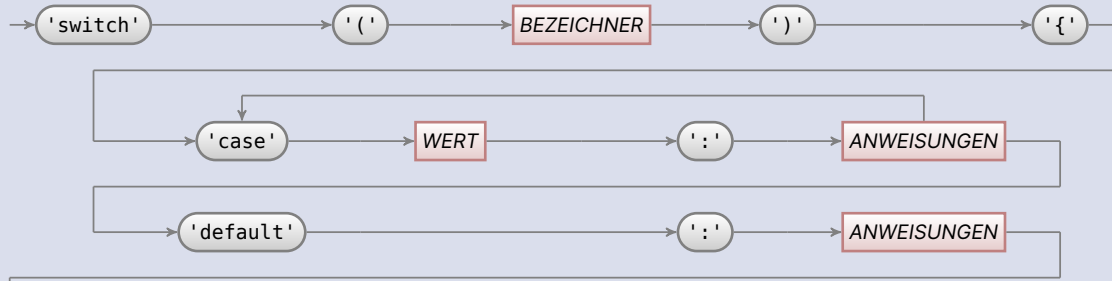 'switch' '(' BEZEICHNER ')' '{'
'case' WERT ':' ANWEISUNGEN
'default' ':' ANWEISUNGEN